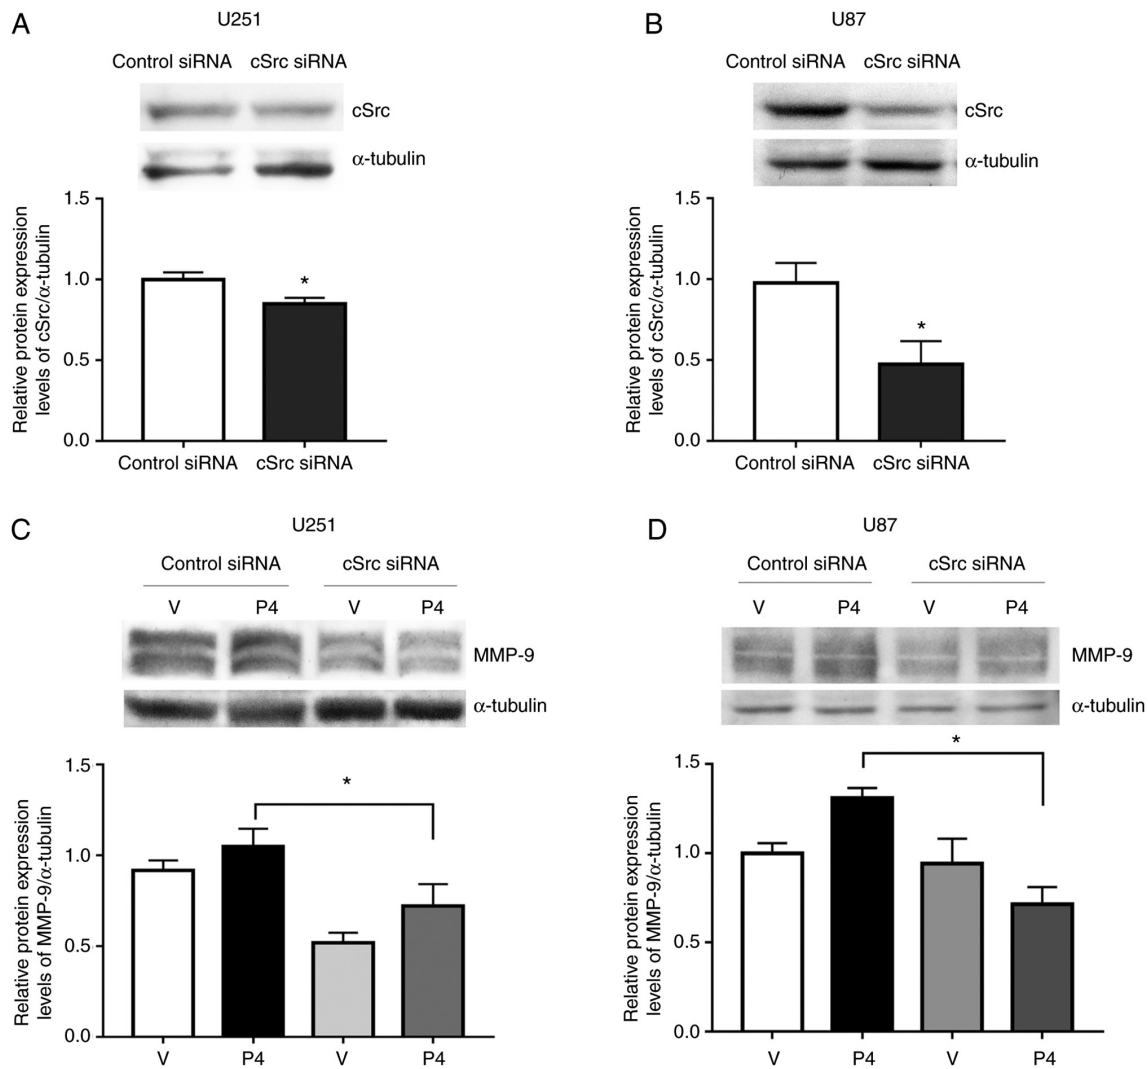 A
U251
Control siRNA cSrc siRNA
cSrc
α-tubulin
Relative protein expression
levels of cSrc/α-tubulin
1.5
1.0
0.5
0.0
*
Control siRNA cSrc siRNA
B
U87
Control siRNA cSrc siRNA
cSrc
α-tubulin
Relative protein expression
levels of cSrc/α-tubulin
1.5
1.0
0.5
0.0
*
Control siRNA cSrc siRNA
C
U251
Control siRNA cSrc siRNA
V P4 V P4
MMP-9
α-tubulin
Relative protein expression
levels of MMP-9/α-tubulin
1.5
1.0
0.5
0.0
*
V P4 V P4
D
U87
Control siRNA cSrc siRNA
V P4 V P4
MMP-9
α-tubulin
Relative protein expression
levels of MMP-9/α-tubulin
1.5
1.0
0.5
0.0
*
V P4 V P4